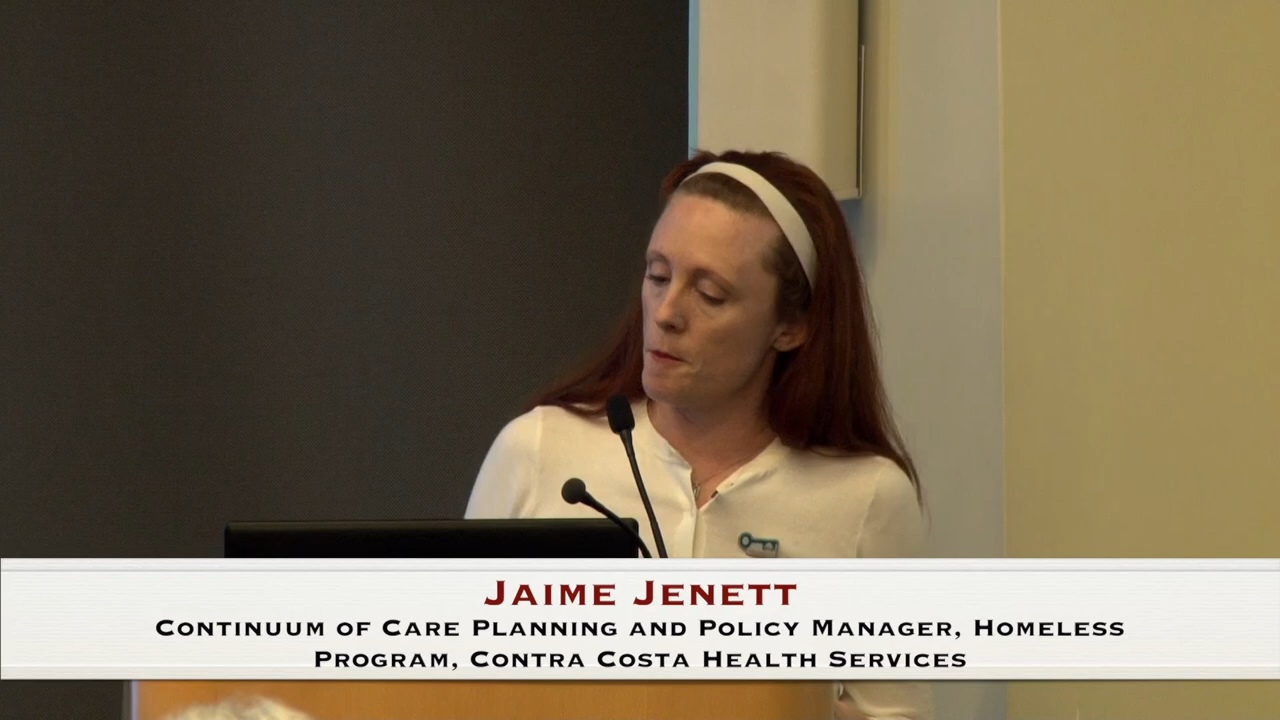 Jaime Jenett
Continuum of Care Planning and Policy Manager, Homeless
Program, Contra Costa Health Services